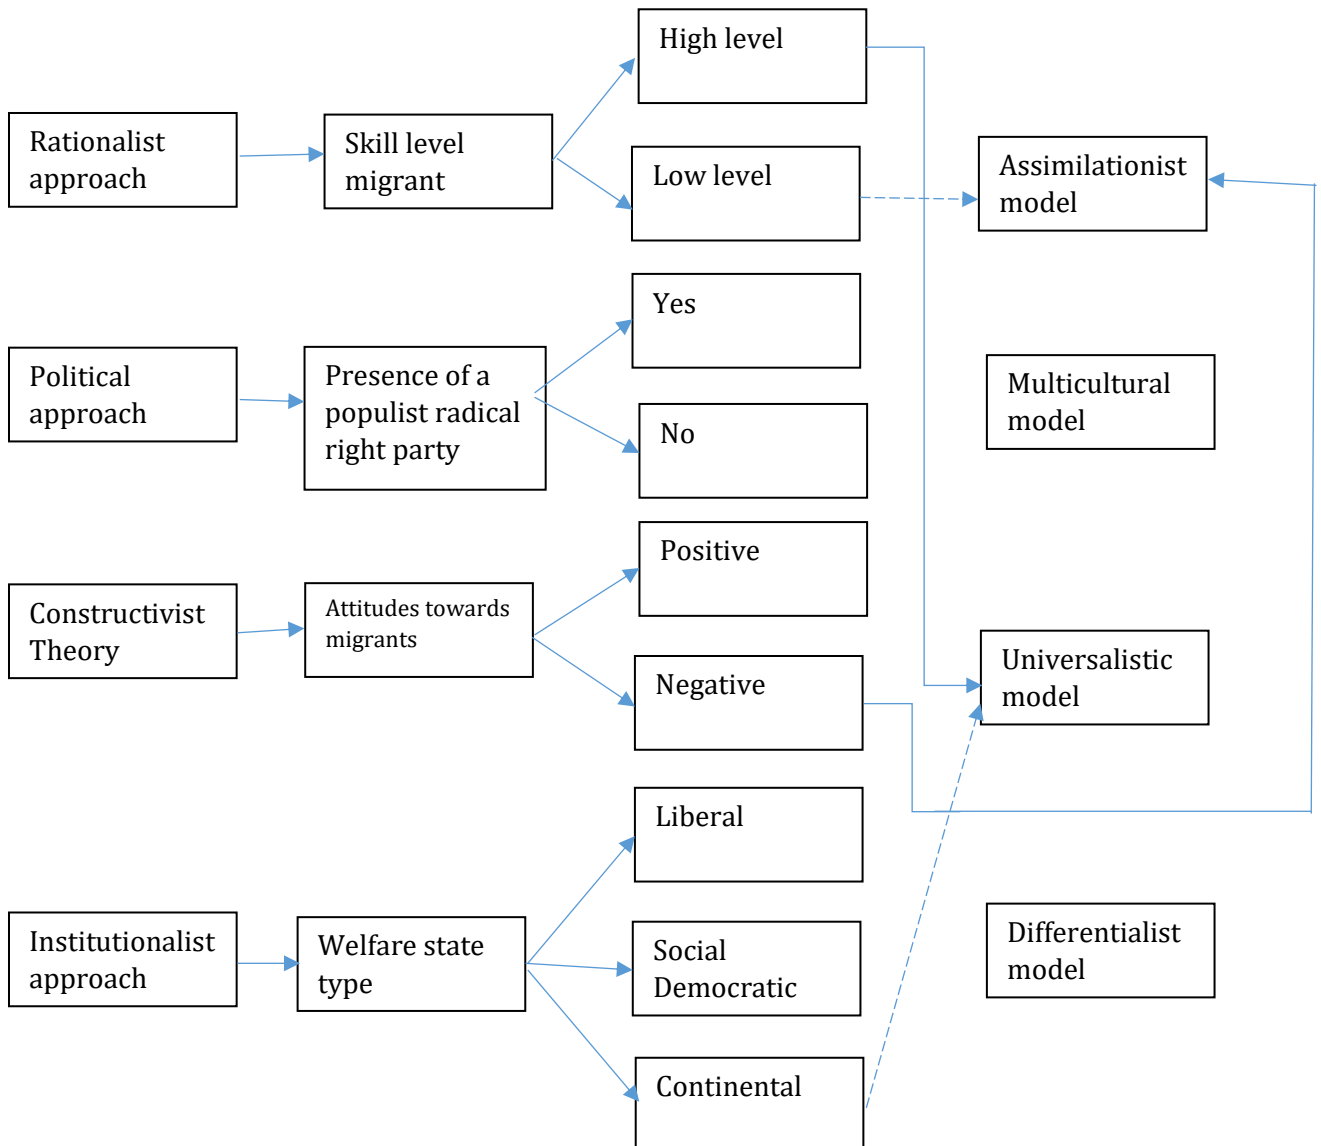 High level
Rationalist
approach
Skill level
migrant
Low level
Assimilationist
model
Yes
Political
approach
Presence of a
populist radical
right party
No
Multicultural
model
Positive
Constructivist
Theory
Attitudes towards
migrants
Negative
Universalistic
model
Liberal
Institutionalist
approach
Welfare state
type
Social
Democratic
Differentialist
model
Continental